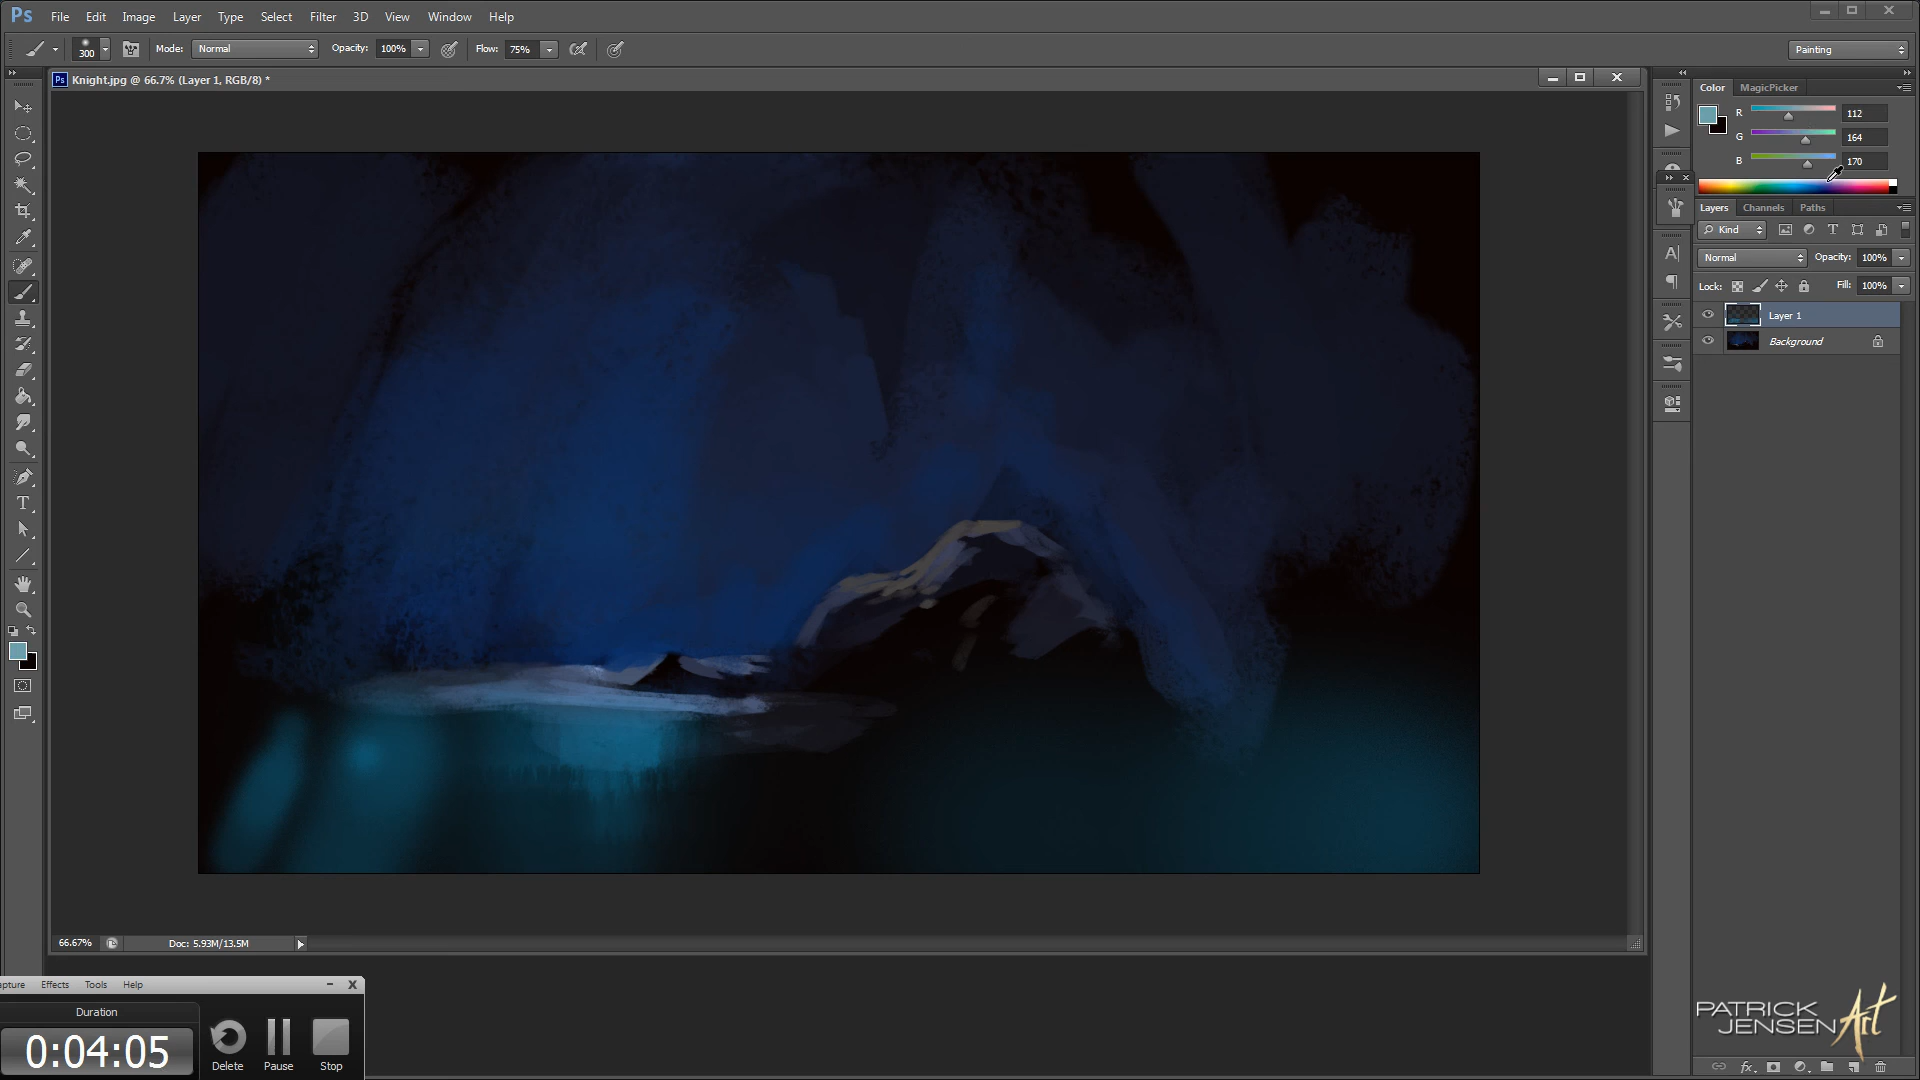 Ps File Edit Image Layer Type Select Filter 3D View Window Help
300 Mode: Normal Opacity: 100% Flow: 75% Painting
Ps Knight.jpg @ 66.7% (Layer 1, RGB/8) *
Color MagicPicker
R 112
G 164
B 170
Layers Channels Paths
Kind
Normal Opacity: 100%
Lock: Fill: 100%
Layer 1
Background
66.67% Doc: 5.93M/13.5M
apture Effects Tools Help
Duration
0:04:05
Delete Pause Stop
PATRICK
JENSEN Art